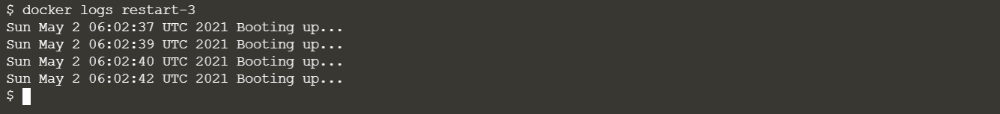 $ docker logs restart-3
Sun May 2 06:02:37 UTC 2021 Booting up...
Sun May 2 06:02:39 UTC 2021 Booting up...
Sun May 2 06:02:40 UTC 2021 Booting up...
Sun May 2 06:02:42 UTC 2021 Booting up...
$